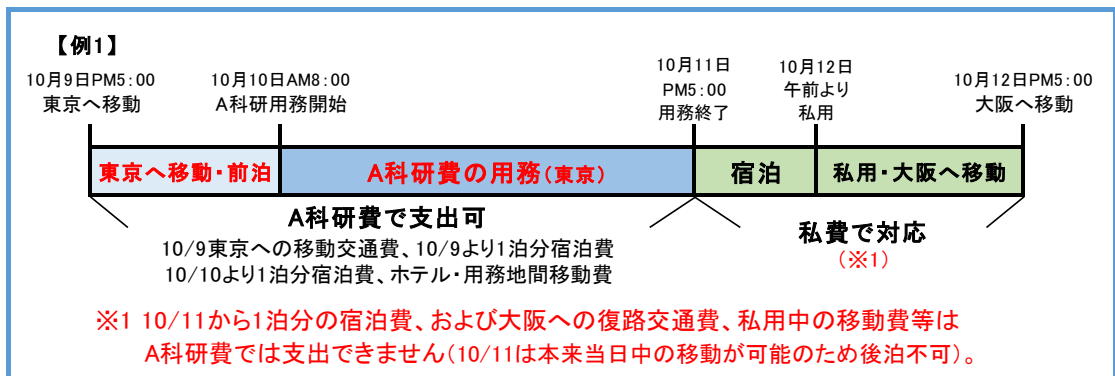 【例1】
10月9日PM5:00
東京へ移動
10月10日AM8:00
A科研用務開始
10月11日
PM5:00
用務終了
10月12日
午前より
私用
10月12日PM5:00
大阪へ移動
東京へ移動・前泊
A科研費の用務(東京)
宿泊
私用・大阪へ移動
A科研費で支出可
10/9東京への移動交通費、10/9より1泊分宿泊費
10/10より1泊分宿泊費、ホテル・用務地間移動費
私費で対応
(※1)
※1 10/11から1泊分の宿泊費、および大阪への復路交通費、私用中の移動費等は
A科研費では支出できません(10/11は本来当日中の移動が可能のため後泊不可)。